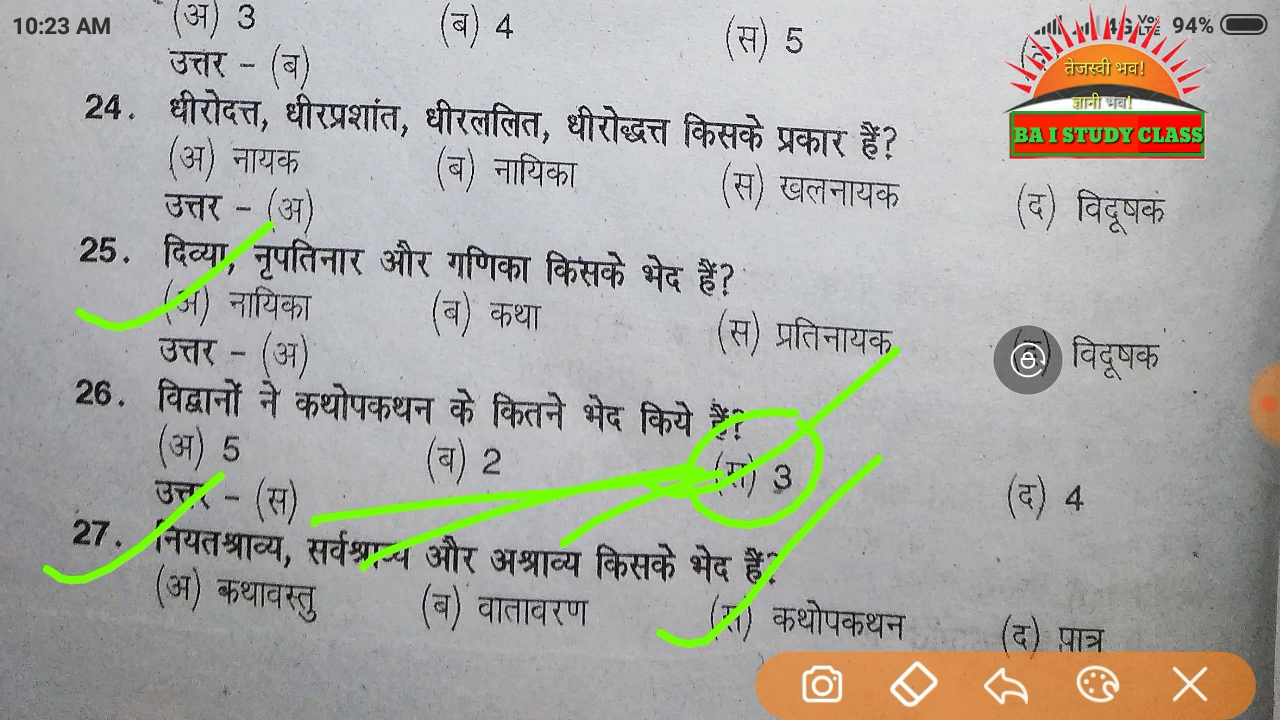 10:23 AM
4G VoLTE 94%
(अ) 3 (ब) 4 (स) 5
उत्तर – (ब)
तेजस्वी भव!
ज्ञानी भव!
BA I STUDY CLASS
24. धीरोदत्त, धीरप्रशांत, धीरललित, धीरोद्धत्त किसके प्रकार हैं?
(अ) नायक (ब) नायिका (स) खलनायक (द) विदूषक
उत्तर – (अ)
25. दिव्या, नृपतिनार और गणिका किसके भेद हैं?
(अ) नायिका (ब) कथा (स) प्रतिनायक (द) विदूषक
उत्तर – (अ)
26. विद्वानों ने कथोपकथन के कितने भेद किये हैं?
(अ) 5 (ब) 2 (स) 3 (द) 4
उत्तर – (स)
27. नियतश्राव्य, सर्वश्राव्य और अश्राव्य किसके भेद हैं?
(अ) कथावस्तु (ब) वातावरण (स) कथोपकथन (द) पात्र